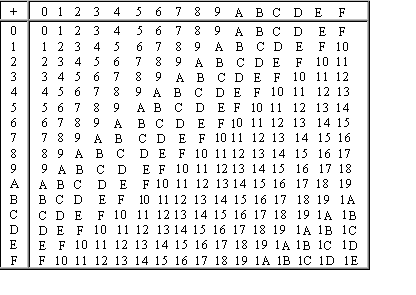 + 0 1 2 3 4 5 6 7 8 9 A B C D E F
0 0 1 2 3 4 5 6 7 8 9 A B C D E F
1 1 2 3 4 5 6 7 8 9 A B C D E F 10
2 2 3 4 5 6 7 8 9 A B C D E F 10 11
3 3 4 5 6 7 8 9 A B C D E F 10 11 12
4 4 5 6 7 8 9 A B C D E F 10 11 12 13
5 5 6 7 8 9 A B C D E F 10 11 12 13 14
6 6 7 8 9 A B C D E F 10 11 12 13 14 15
7 7 8 9 A B C D E F 10 11 12 13 14 15 16
8 8 9 A B C D E F 10 11 12 13 14 15 16 17
9 9 A B C D E F 10 11 12 13 14 15 16 17 18
A A B C D E F 10 11 12 13 14 15 16 17 18 19
B B C D E F 10 11 12 13 14 15 16 17 18 19 1A
C C D E F 10 11 12 13 14 15 16 17 18 19 1A 1B
D D E F 10 11 12 13 14 15 16 17 18 19 1A 1B 1C
E E F 10 11 12 13 14 15 16 17 18 19 1A 1B 1C 1D
F F 10 11 12 13 14 15 16 17 18 19 1A 1B 1C 1D 1E